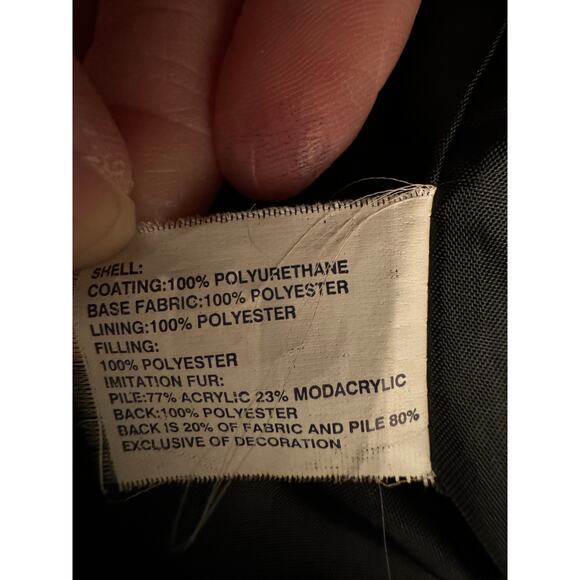 SHELL:
COATING:100% POLYURETHANE
BASE FABRIC:100% POLYESTER
LINING:100% POLYESTER
FILLING:
100% POLYESTER
IMITATION FUR:
PILE:77% ACRYLIC 23% MODACRYLIC
BACK:100% POLYESTER
BACK IS 20% OF FABRIC AND PILE 80%
EXCLUSIVE OF DECORATION